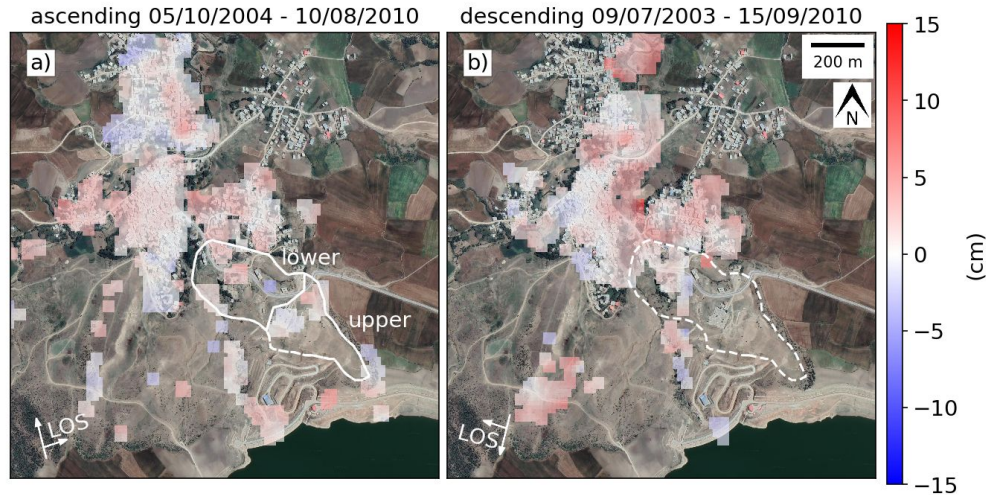 ascending 05/10/2004 - 10/08/2010
descending 09/07/2003 - 15/09/2010
a)
lower
upper
LOS
b)
200 m
N
LOS
15
10
5
0
−5
−10
−15
(cm)